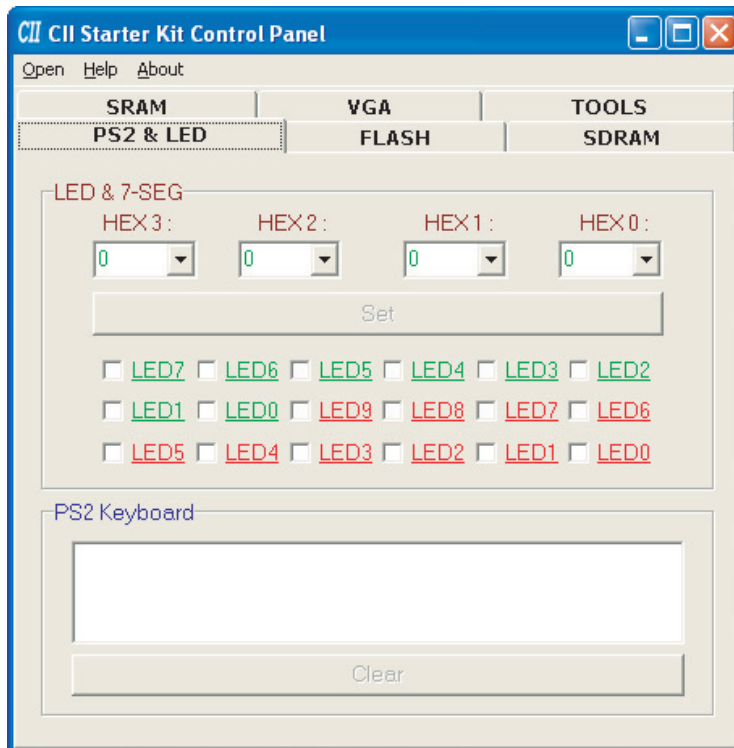 CII CII Starter Kit Control Panel
Open Help About
SRAM VGA TOOLS
PS2 & LED FLASH SDRAM
LED & 7-SEG
HEX 3 : HEX 2 : HEX 1 : HEX 0 :
0 0 0 0
Set
LED7 LED6 LED5 LED4 LED3 LED2
LED1 LED0 LED9 LED8 LED7 LED6
LED5 LED4 LED3 LED2 LED1 LED0
PS2 Keyboard
Clear